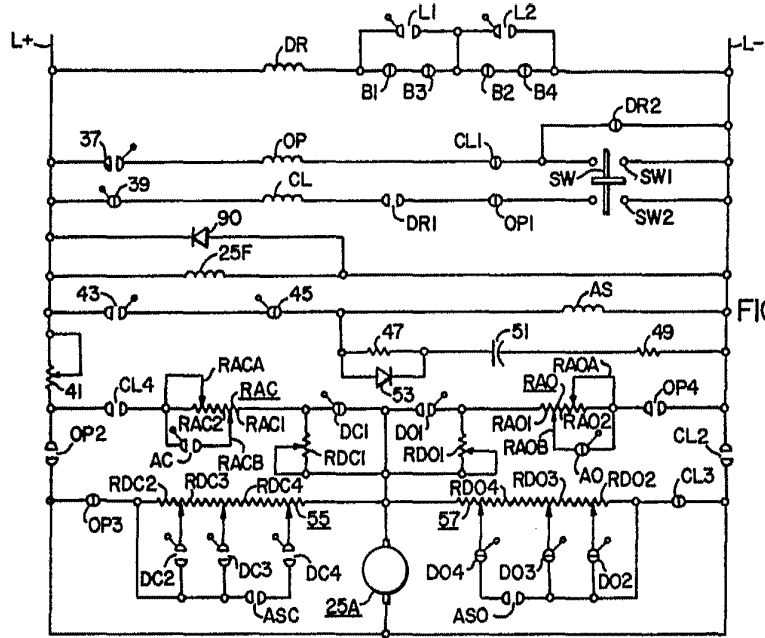 L1 L2
L+ DR L-
B1 B3 B2 B4
DR2
37 OP CL1
SW SW1
39 CL
DR1 OP1 SW2
90
25F
43 45 AS FIG
47 51 49
53
41 CL4 RACA RAC RAOA RAO OP4
RAC2 RAC1 DC1 DO1 RAO1 RAO2
OP2 AC RACB RDC1 RDO1 RAOB AO CL2
RDC2 RDC3 RDC4 RDO4 RDO3 RDO2
OP3 55 57 CL3
DC2 DC3 DC4 DO4 DO3 DO2
ASC 25A ASO